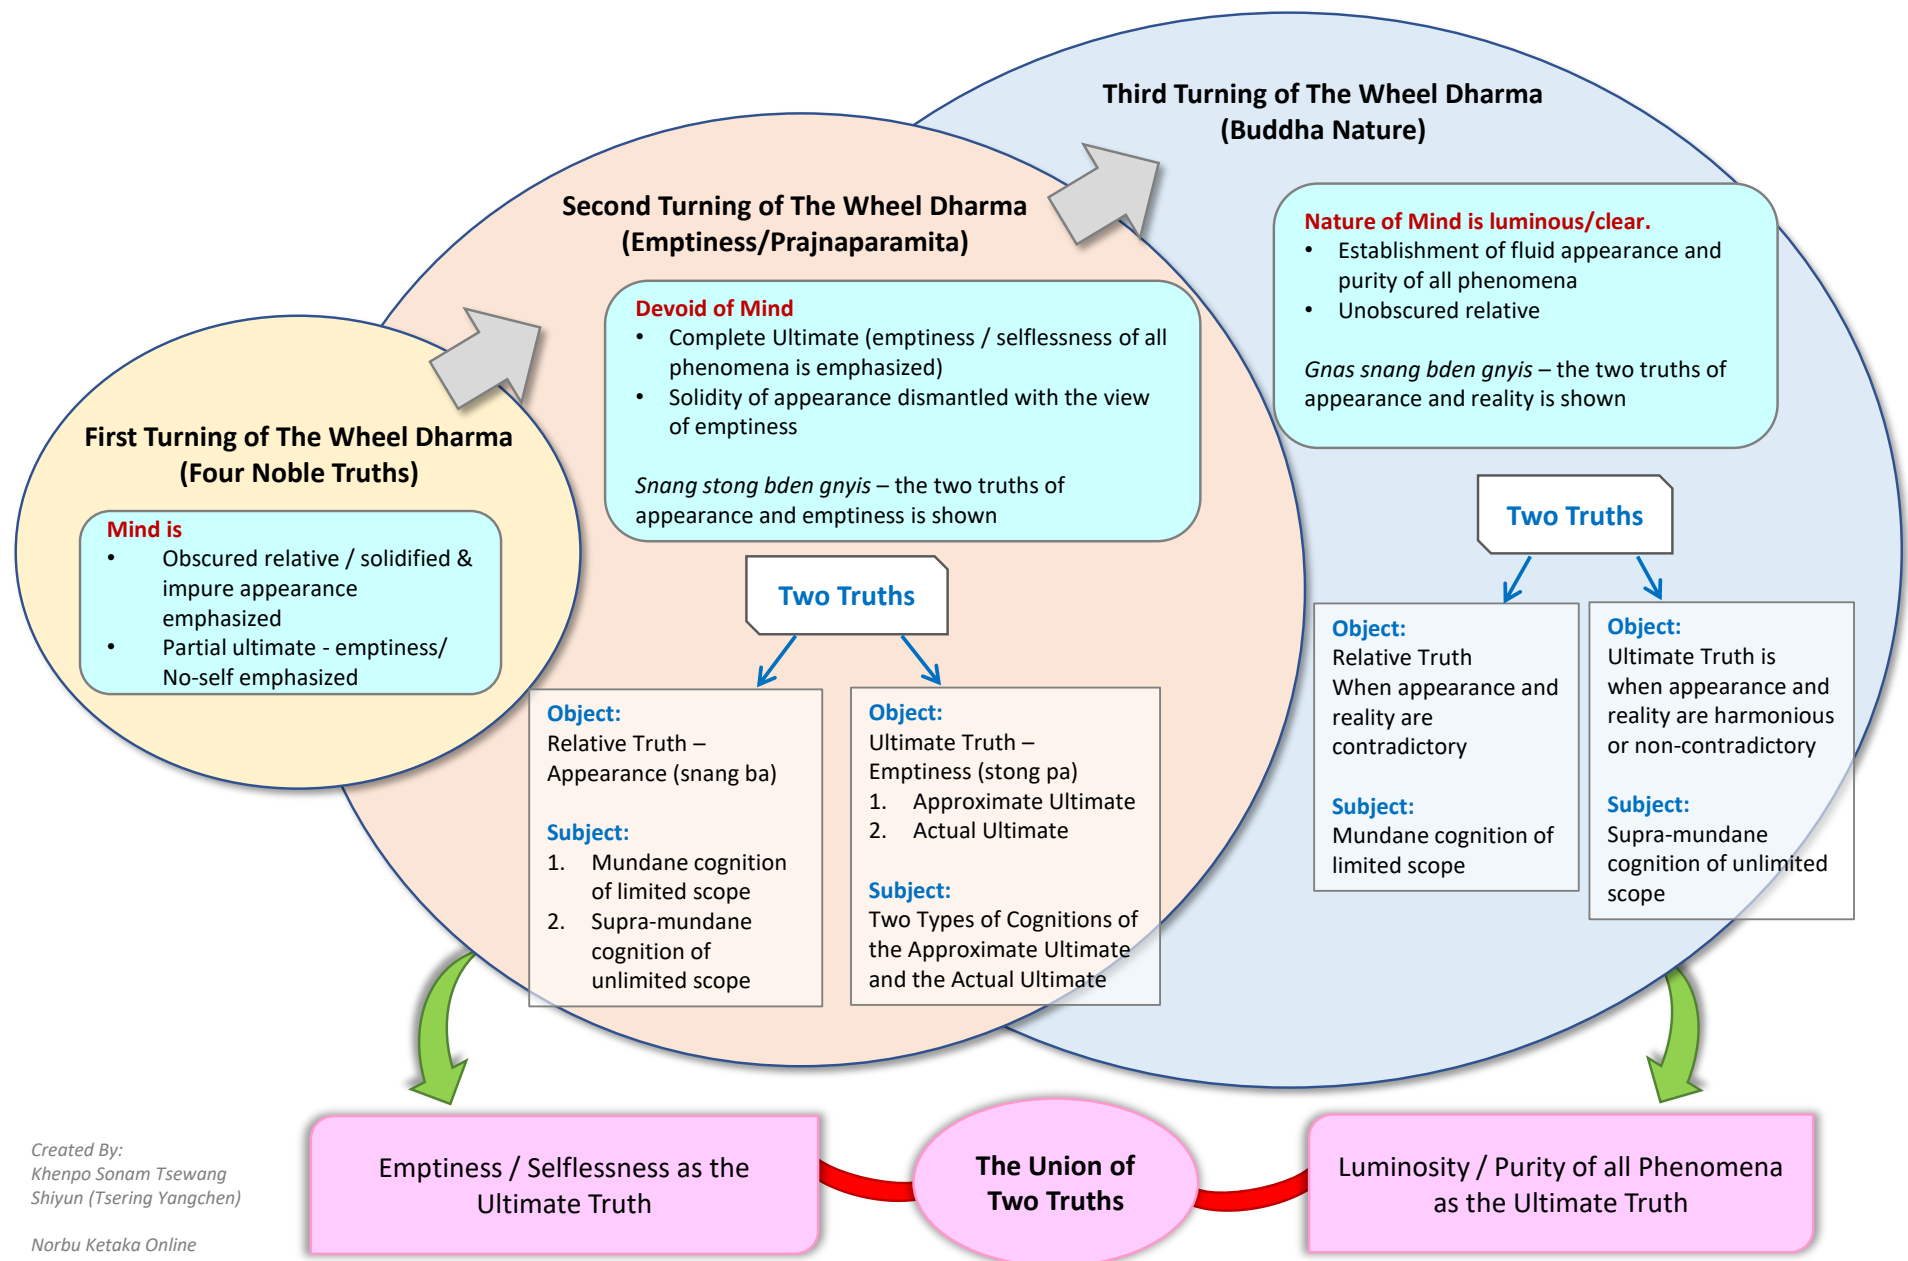 Third Turning of The Wheel Dharma
(Buddha Nature)
Nature of Mind is luminous/clear.
• Establishment of fluid appearance and
purity of all phenomena
• Unobscured relative
Gnas snang bden gnyis – the two truths of
appearance and reality is shown
Two Truths
Object:
Relative Truth
When appearance and
reality are
contradictory
Subject:
Mundane cognition of
limited scope
Object:
Ultimate Truth is
when appearance and
reality are harmonious
or non-contradictory
Subject:
Supra-mundane
cognition of unlimited
scope
Second Turning of The Wheel Dharma
(Emptiness/Prajnaparamita)
Devoid of Mind
• Complete Ultimate (emptiness / selflessness of all
phenomena is emphasized)
• Solidity of appearance dismantled with the view
of emptiness
Snang stong bden gnyis – the two truths of
appearance and emptiness is shown
Two Truths
Object:
Relative Truth –
Appearance (snang ba)
Subject:
1. Mundane cognition
of limited scope
2. Supra-mundane
cognition of
unlimited scope
Object:
Ultimate Truth –
Emptiness (stong pa)
1. Approximate Ultimate
2. Actual Ultimate
Subject:
Two Types of Cognitions of
the Approximate Ultimate
and the Actual Ultimate
First Turning of The Wheel Dharma
(Four Noble Truths)
Mind is
• Obscured relative / solidified &
impure appearance
emphasized
• Partial ultimate - emptiness/
No-self emphasized
Emptiness / Selflessness as the
Ultimate Truth
The Union of
Two Truths
Luminosity / Purity of all Phenomena
as the Ultimate Truth
Created By:
Khenpo Sonam Tsewang
Shiyun (Tsering Yangchen)
Norbu Ketaka Online